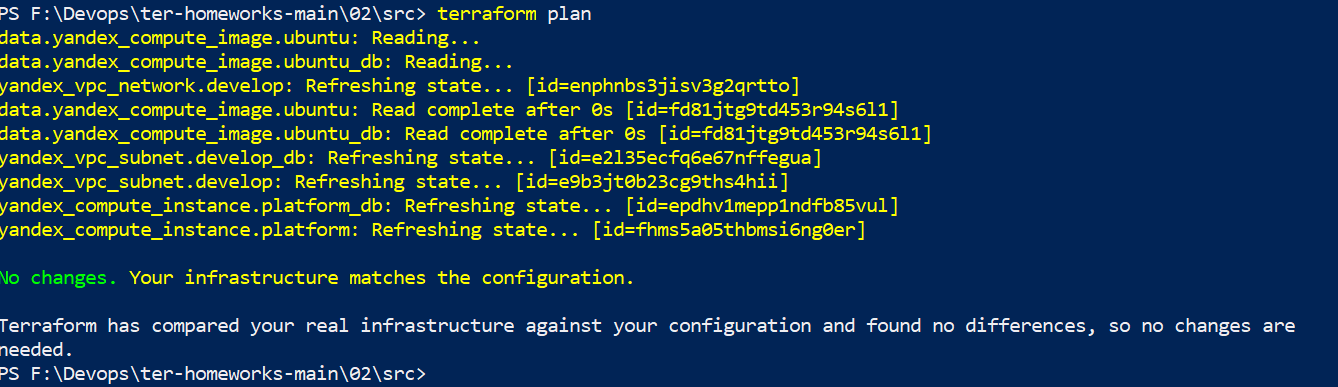 PS F:\Devops\ter-homeworks-main\02\src> terraform plan
data.yandex_compute_image.ubuntu: Reading...
data.yandex_compute_image.ubuntu_db: Reading...
yandex_vpc_network.develop: Refreshing state... [id=enphnbs3jisv3g2qrtto]
data.yandex_compute_image.ubuntu: Read complete after 0s [id=fd81jtg9td453r94s6l1]
data.yandex_compute_image.ubuntu_db: Read complete after 0s [id=fd81jtg9td453r94s6l1]
yandex_vpc_subnet.develop_db: Refreshing state... [id=e2l35ecfq6e67nffegua]
yandex_vpc_subnet.develop: Refreshing state... [id=e9b3jt0b23cg9ths4hii]
yandex_compute_instance.platform_db: Refreshing state... [id=epdhv1mepp1ndfb85vul]
yandex_compute_instance.platform: Refreshing state... [id=fhms5a05thbmsi6ng0er]
No changes. Your infrastructure matches the configuration.
Terraform has compared your real infrastructure against your configuration and found no differences, so no changes are
needed.
PS F:\Devops\ter-homeworks-main\02\src>